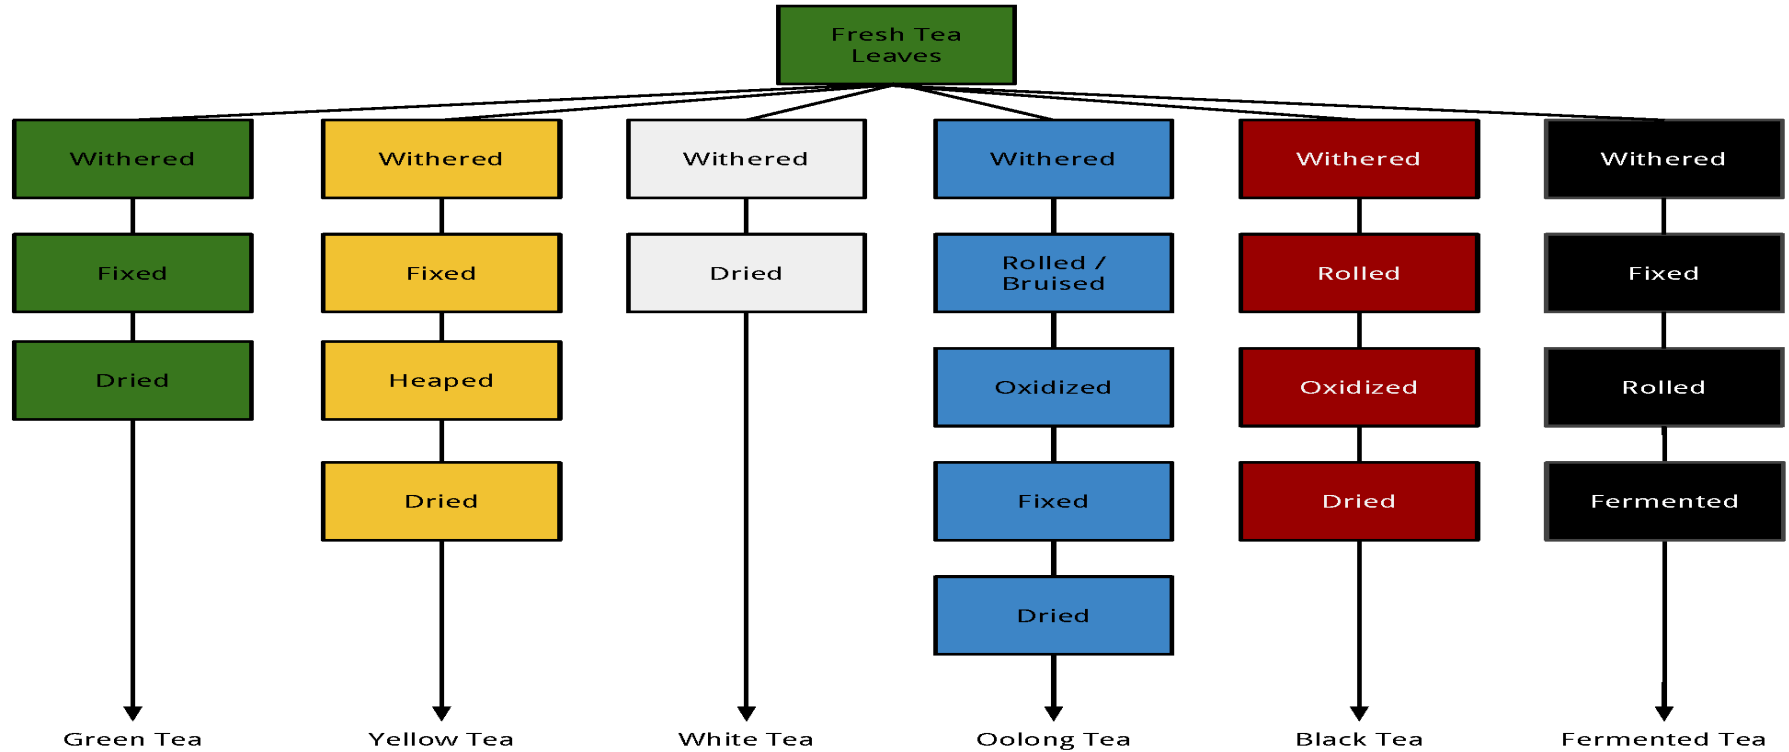 Fresh Tea
Leaves
Withered
Withered
Withered
Withered
Withered
Withered
Fixed
Fixed
Dried
Rolled /
Bruised
Rolled
Fixed
Dried
Heaped
Oxidized
Oxidized
Rolled
Dried
Fixed
Dried
Fermented
Dried
Green Tea
Yellow Tea
White Tea
Oolong Tea
Black Tea
Fermented Tea